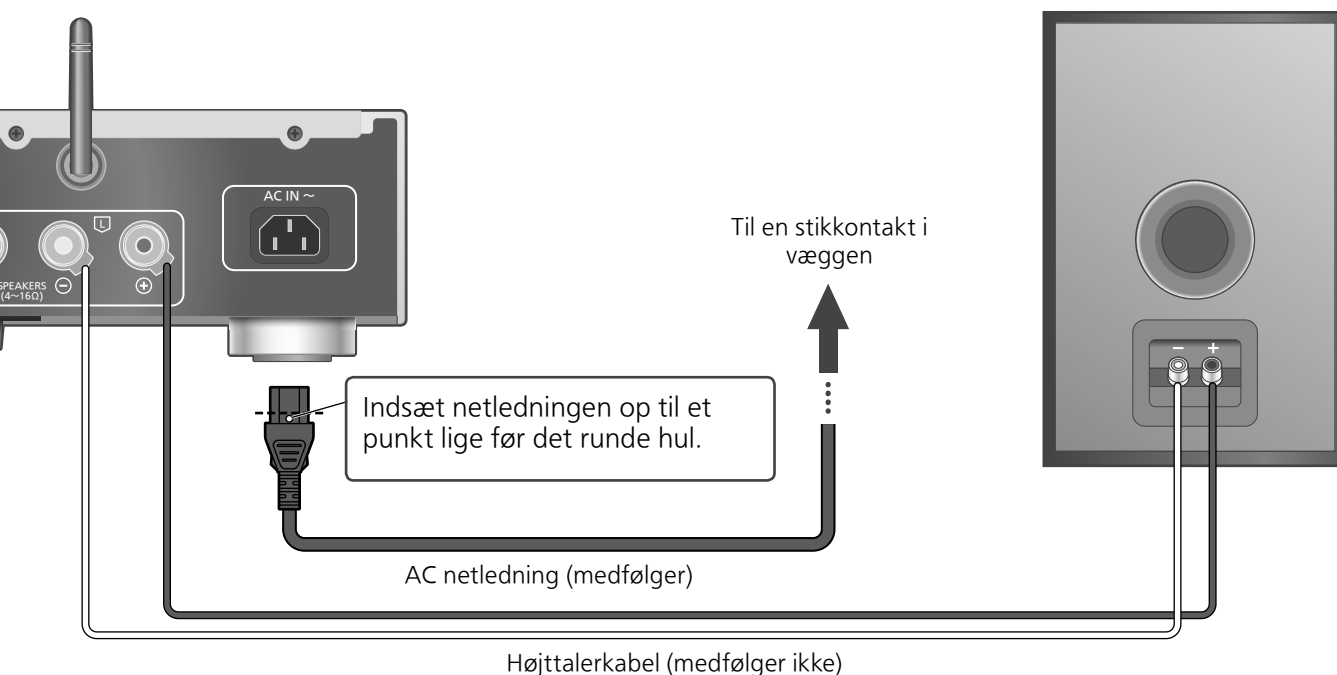 AC IN ~
L
SPEAKERS
(4~16Ω)
Til en stikkontakt i
væggen
Indsæt netledningen op til et
punkt lige før det runde hul.
AC netledning (medfølger)
Højttalerkabel (medfølger ikke)